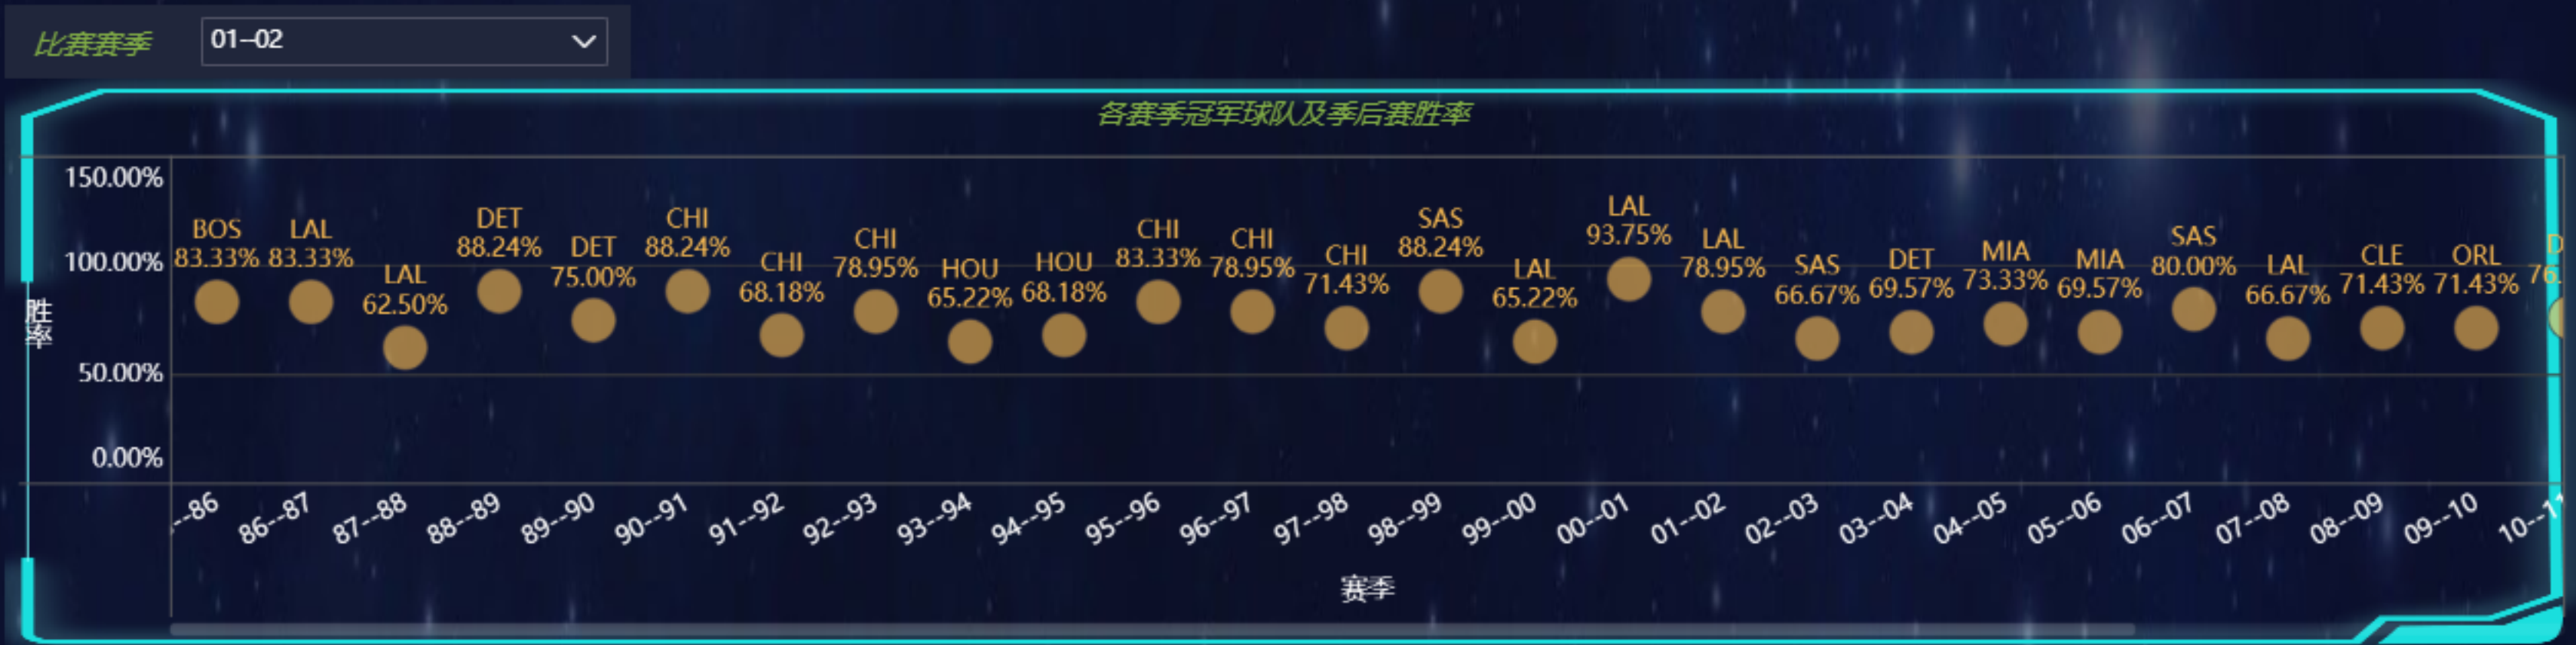 比赛赛季
01--02
各赛季冠军球队及季后赛胜率
胜率
150.00%
100.00%
50.00%
0.00%
BOS
83.33%
LAL
83.33%
LAL
62.50%
DET
88.24%
DET
75.00%
CHI
88.24%
CHI
68.18%
CHI
78.95%
HOU
65.22%
HOU
68.18%
CHI
83.33%
CHI
78.95%
CHI
71.43%
SAS
88.24%
LAL
65.22%
LAL
93.75%
LAL
78.95%
SAS
66.67%
DET
69.57%
MIA
73.33%
MIA
69.57%
SAS
80.00%
LAL
66.67%
CLE
71.43%
ORL
71.43%
D
76.
--86
86--87
87--88
88--89
89--90
90--91
91--92
92--93
93--94
94--95
95--96
96--97
97--98
98--99
99--00
00--01
01--02
02--03
03--04
04--05
05--06
06--07
07--08
08--09
09--10
10--11
赛季